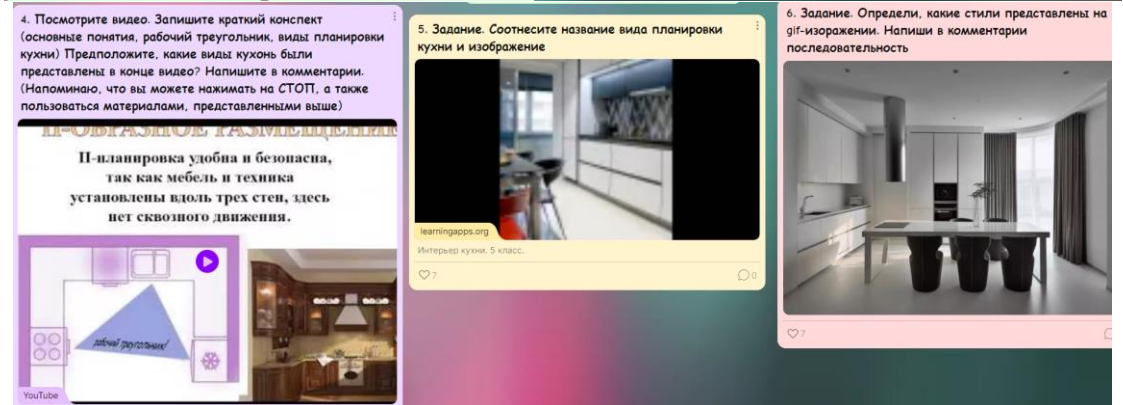 4. Посмотрите видео. Запишите краткий конспект
(основные понятия, рабочий треугольник, виды планировки
кухни) Предположите, какие виды кухонь были
представлены в конце видео? Напишите в комментарии.
(Напоминаю, что вы можете нажимать на СТОП, а также
пользоваться материалами, представленными выше)
П-ОБРАЗНОЕ РАЗМЕЩЕНИЕ
П-планировка удобна и безопасна,
так как мебель и техника
установлены вдоль трех стен, здесь
нет сквозного движения.
рабочий треугольник!
YouTube
5. Задание. Соотнесите название вида планировки
кухни и изображение
learningapps.org
Интерьер кухни. 5 класс.
7
0
6. Задание. Определи, какие стили представлены на
gif-изоражении. Напиши в комментарии
последовательность
7